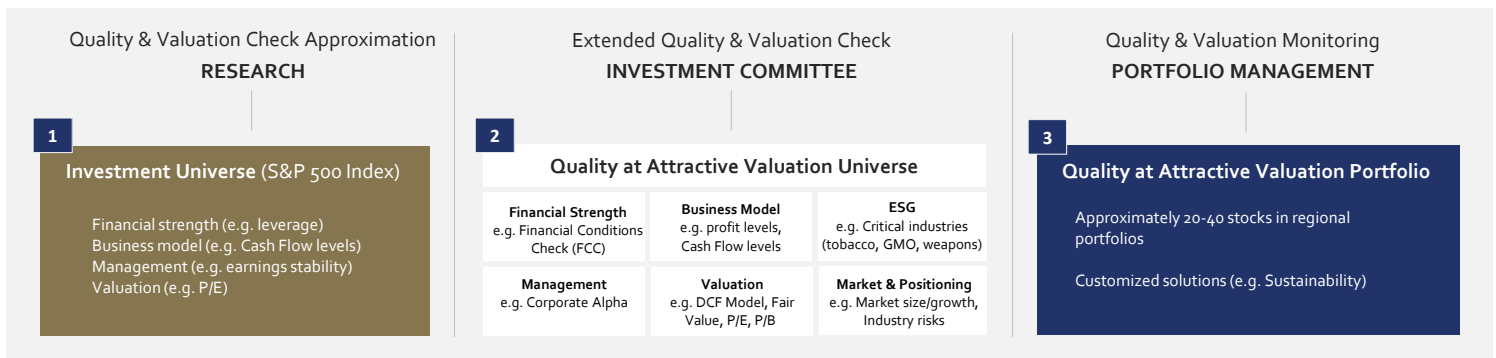 Quality & Valuation Check Approximation
RESEARCH
1
Investment Universe (S&P 500 Index)
Financial strength (e.g. leverage)
Business model (e.g. Cash Flow levels)
Management (e.g. earnings stability)
Valuation (e.g. P/E)
Extended Quality & Valuation Check
INVESTMENT COMMITTEE
2
Quality at Attractive Valuation Universe
Financial Strength
e.g. Financial Conditions
Check (FCC)
Business Model
e.g. profit levels,
Cash Flow levels
ESG
e.g. Critical industries
(tobacco, GMO, weapons)
Management
e.g. Corporate Alpha
Valuation
e.g. DCF Model, Fair
Value, P/E, P/B
Market & Positioning
e.g. Market size/growth,
Industry risks
Quality & Valuation Monitoring
PORTFOLIO MANAGEMENT
3
Quality at Attractive Valuation Portfolio
Approximately 20-40 stocks in regional
portfolios
Customized solutions (e.g. Sustainability)